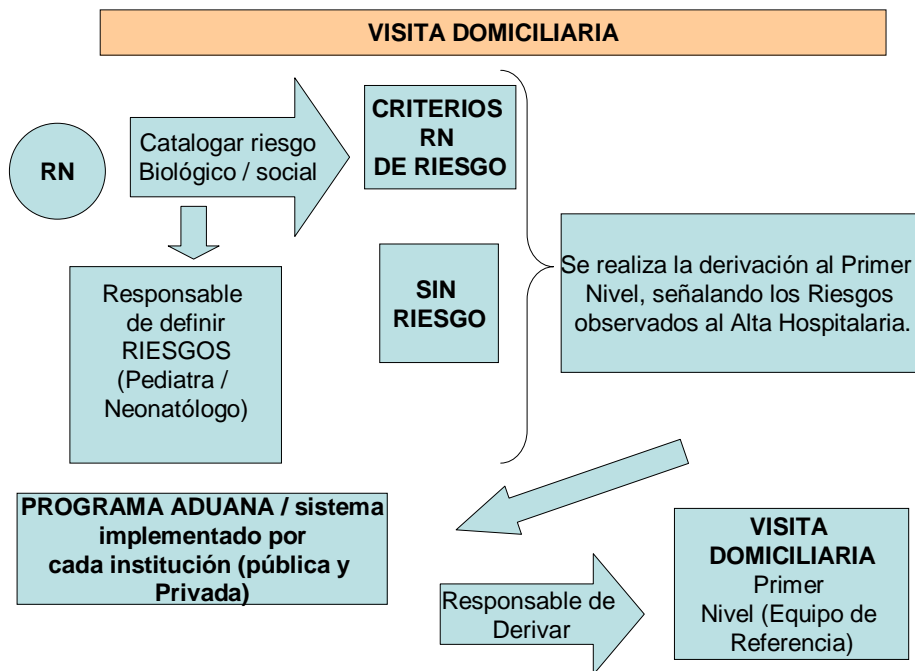 VISITA DOMICILIARIA
RN
Catalogar riesgo
Biológico / social
CRITERIOS
RN
DE RIESGO
Responsable
de definir
RIESGOS
(Pediatra /
Neonatólogo)
SIN
RIESGO
Se realiza la derivación al Primer
Nivel, señalando los Riesgos
observados al Alta Hospitalaria.
PROGRAMA ADUANA / sistema
implementado por
cada institución (pública y
Privada)
Responsable de
Derivar
VISITA
DOMICILIARIA
Primer
Nivel (Equipo de
Referencia)